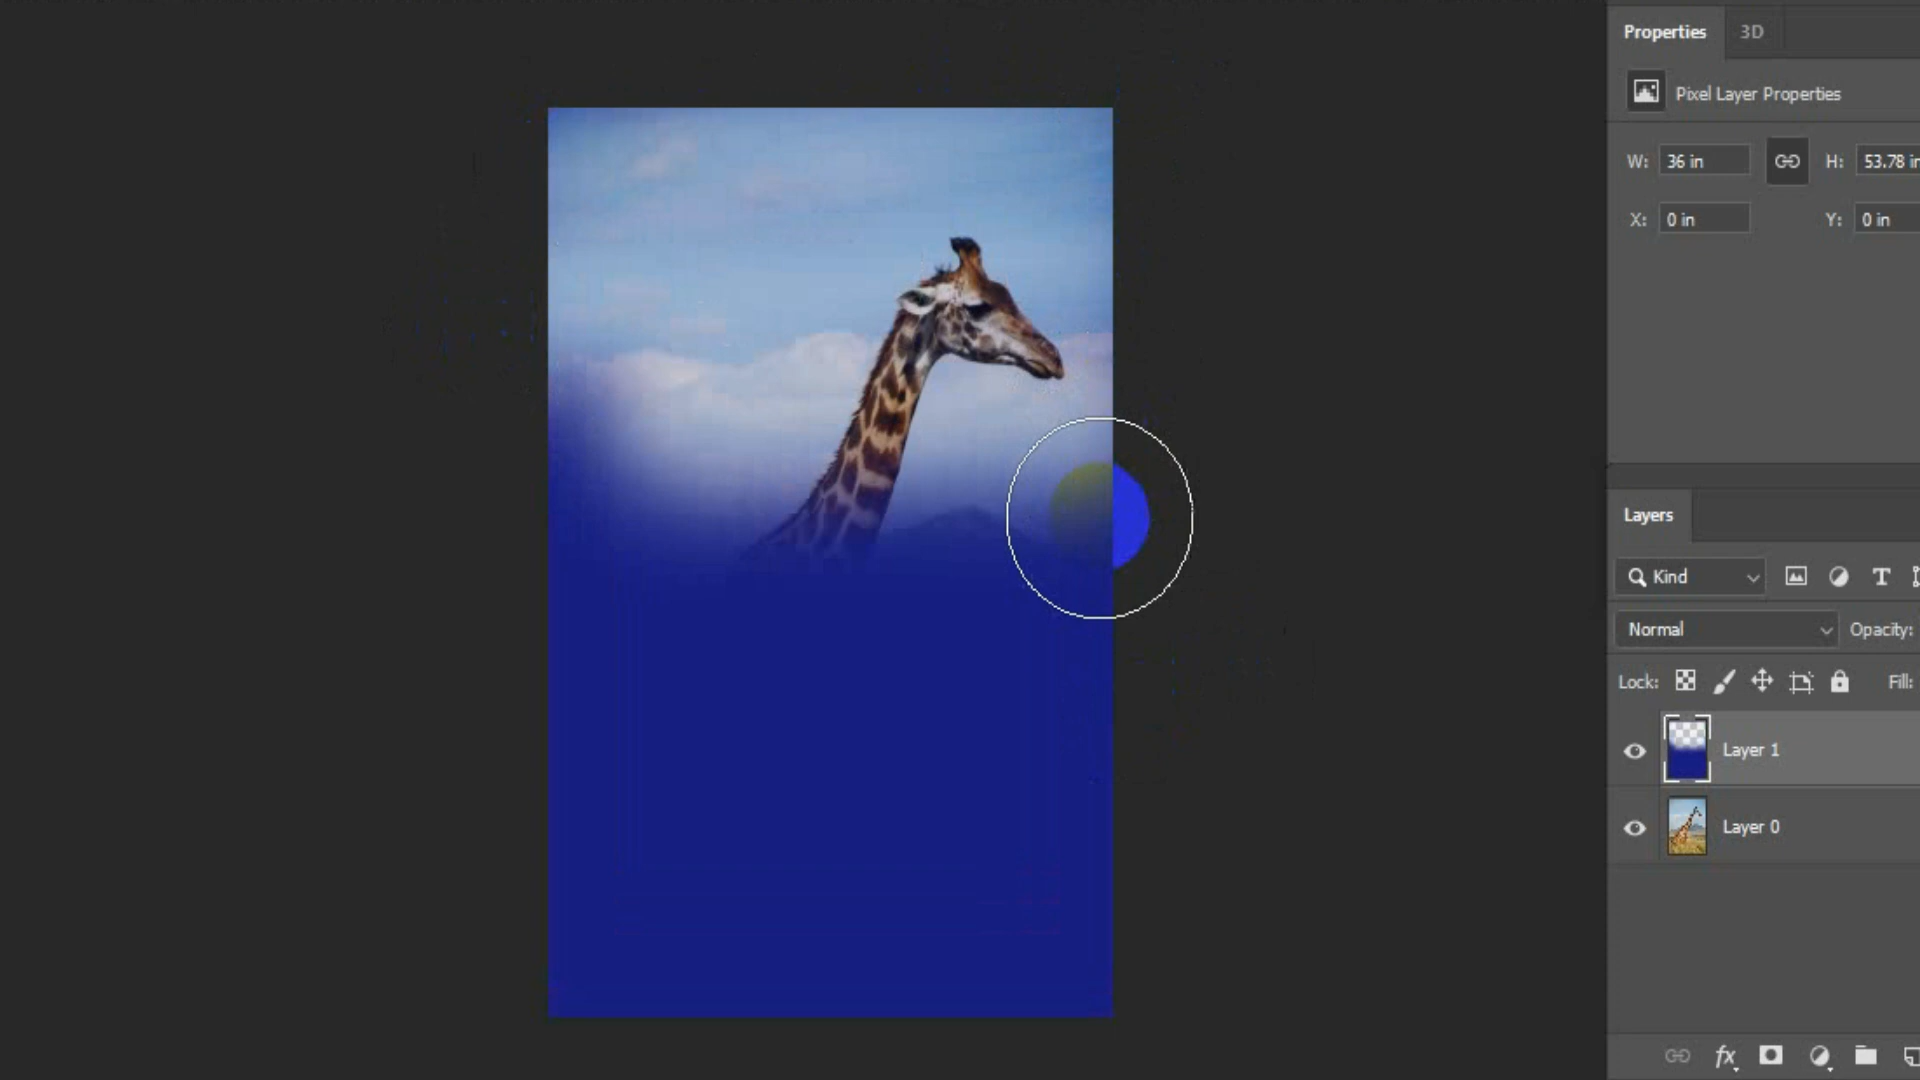 Properties 3D
Pixel Layer Properties
W: 36 in H: 53.78 in
X: 0 in Y: 0 in
Layers
Kind
Normal Opacity:
Lock: Fill:
Layer 1
Layer 0
fx